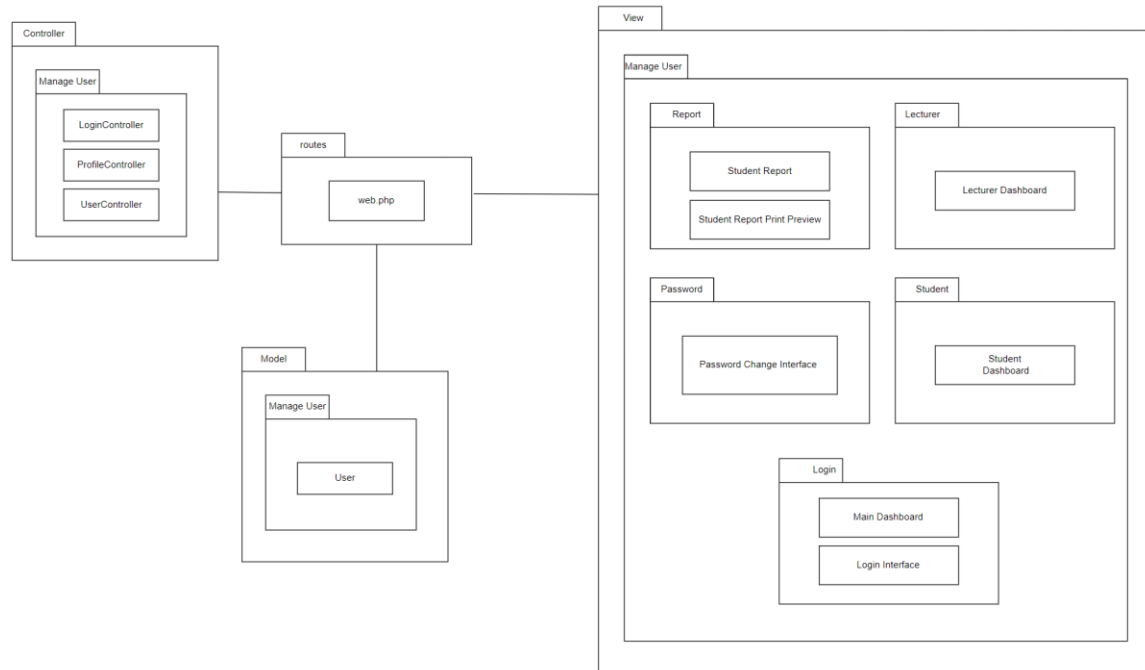 Controller
Manage User
LoginController
ProfileController
UserController
routes
web.php
Model
Manage User
User
View
Manage User
Report
Student Report
Student Report Print Preview
Lecturer
Lecturer Dashboard
Password
Password Change Interface
Student
Student
Dashboard
Login
Main Dashboard
Login Interface